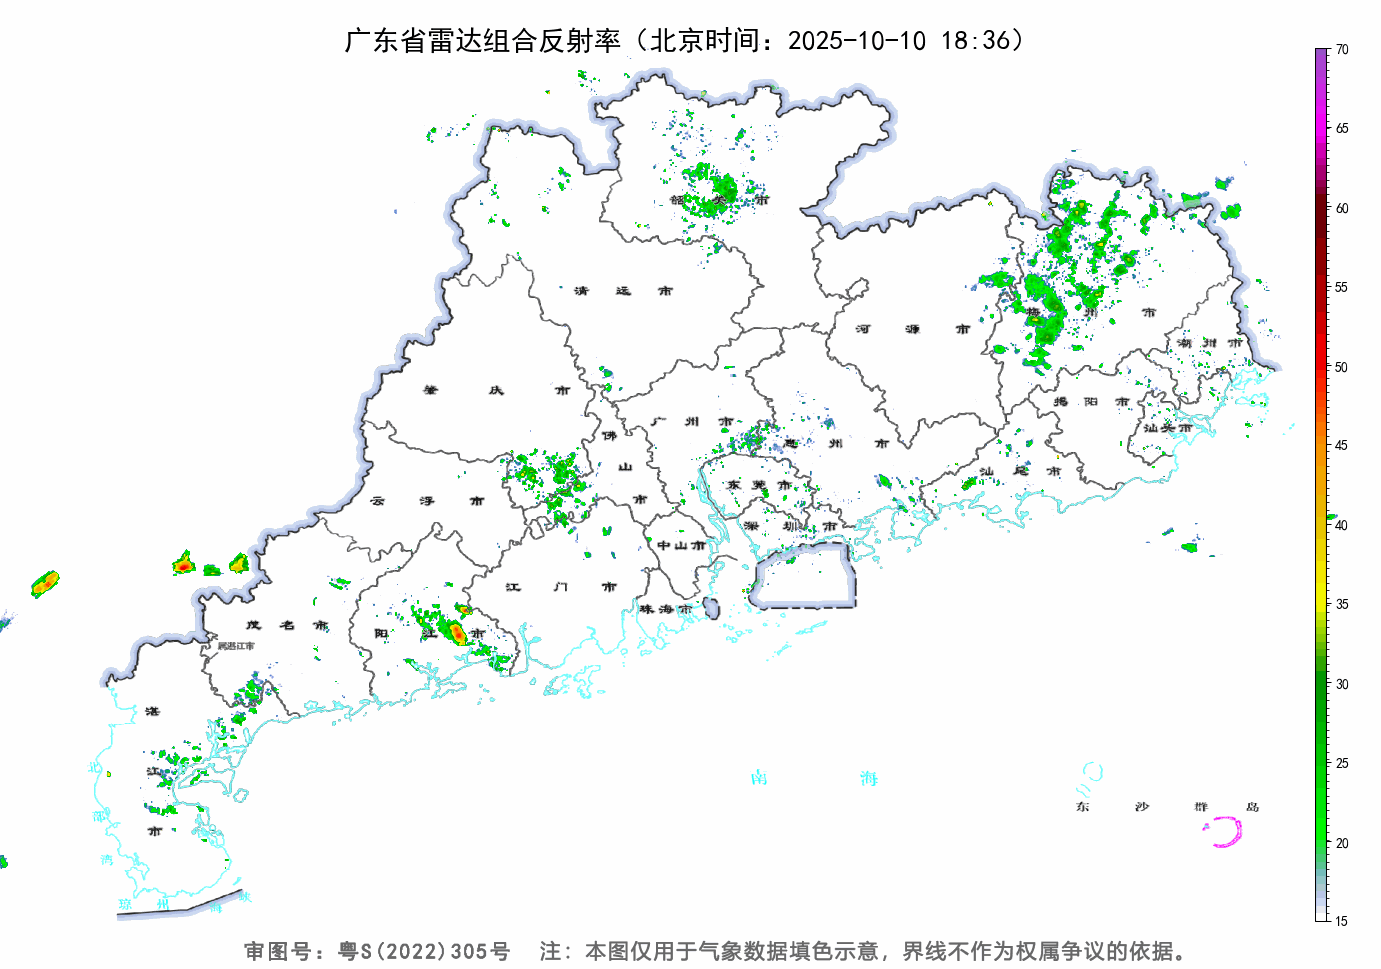 广东省雷达组合反射率（北京时间：2025-10-10 18:36）
70
65
60
55
50
45
40
35
30
25
20
15
韶关市
清远市
河源市
梅州市
潮州市
肇庆市
广州市
惠州市
揭阳市
汕头市
佛山市
云浮市
东莞市
汕尾市
深圳市
中山市
江门市
珠海市
茂名市
阳江市
属湛江市
湛江市
南海
东沙群岛
北部湾
琼州海峡
审图号：粤S(2022)305号 注：本图仅用于气象数据填色示意，界线不作为权属争议的依据。